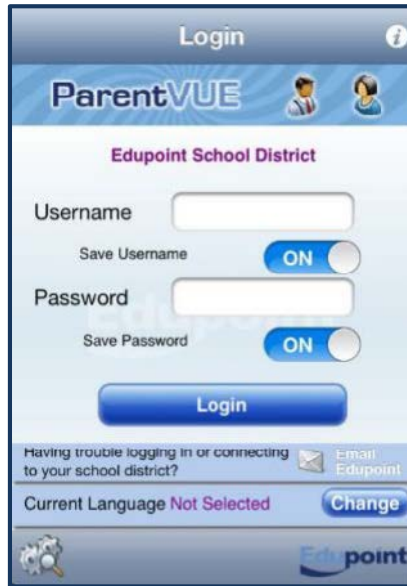 Login
i
ParentVUE
Edupoint School District
Username
Save Username
ON
Password
Edupoint
Save Password
ON
Login
Having trouble logging in or connecting
to your school district?
Email
Edupoint
Current Language Not Selected
Change
Edupoint